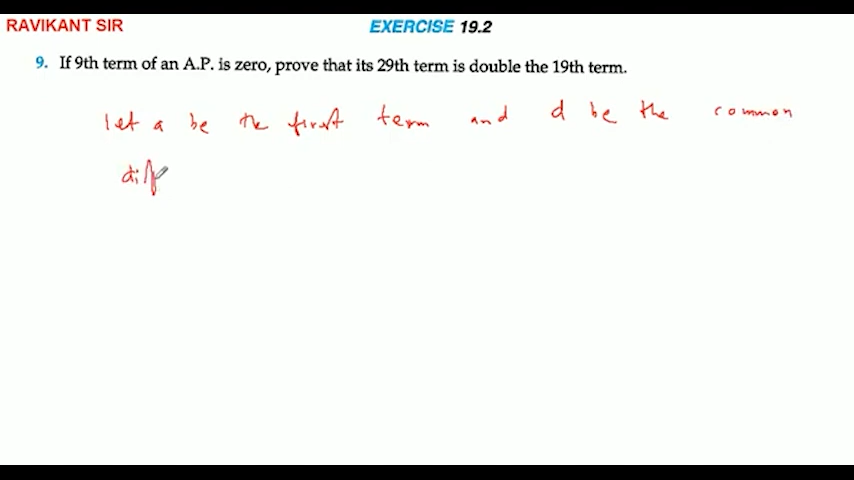 RAVIKANT SIR
EXERCISE 19.2
9. If 9th term of an A.P. is zero, prove that its 29th term is double the 19th term.
let a be the first term and d be the common
dif